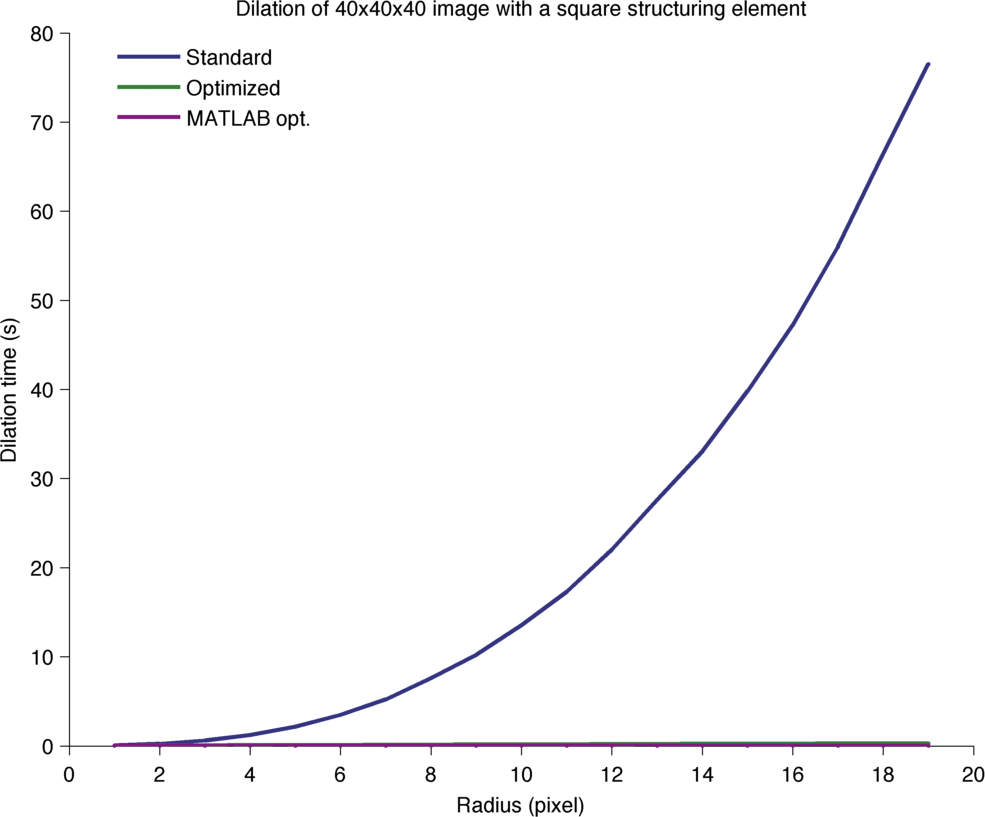 Dilation of 40x40x40 image with a square structuring element
Standard
Optimized
MATLAB opt.
80
70
60
50
40
30
20
10
0
Dilation time (s)
0 2 4 6 8 10 12 14 16 18 20
Radius (pixel)